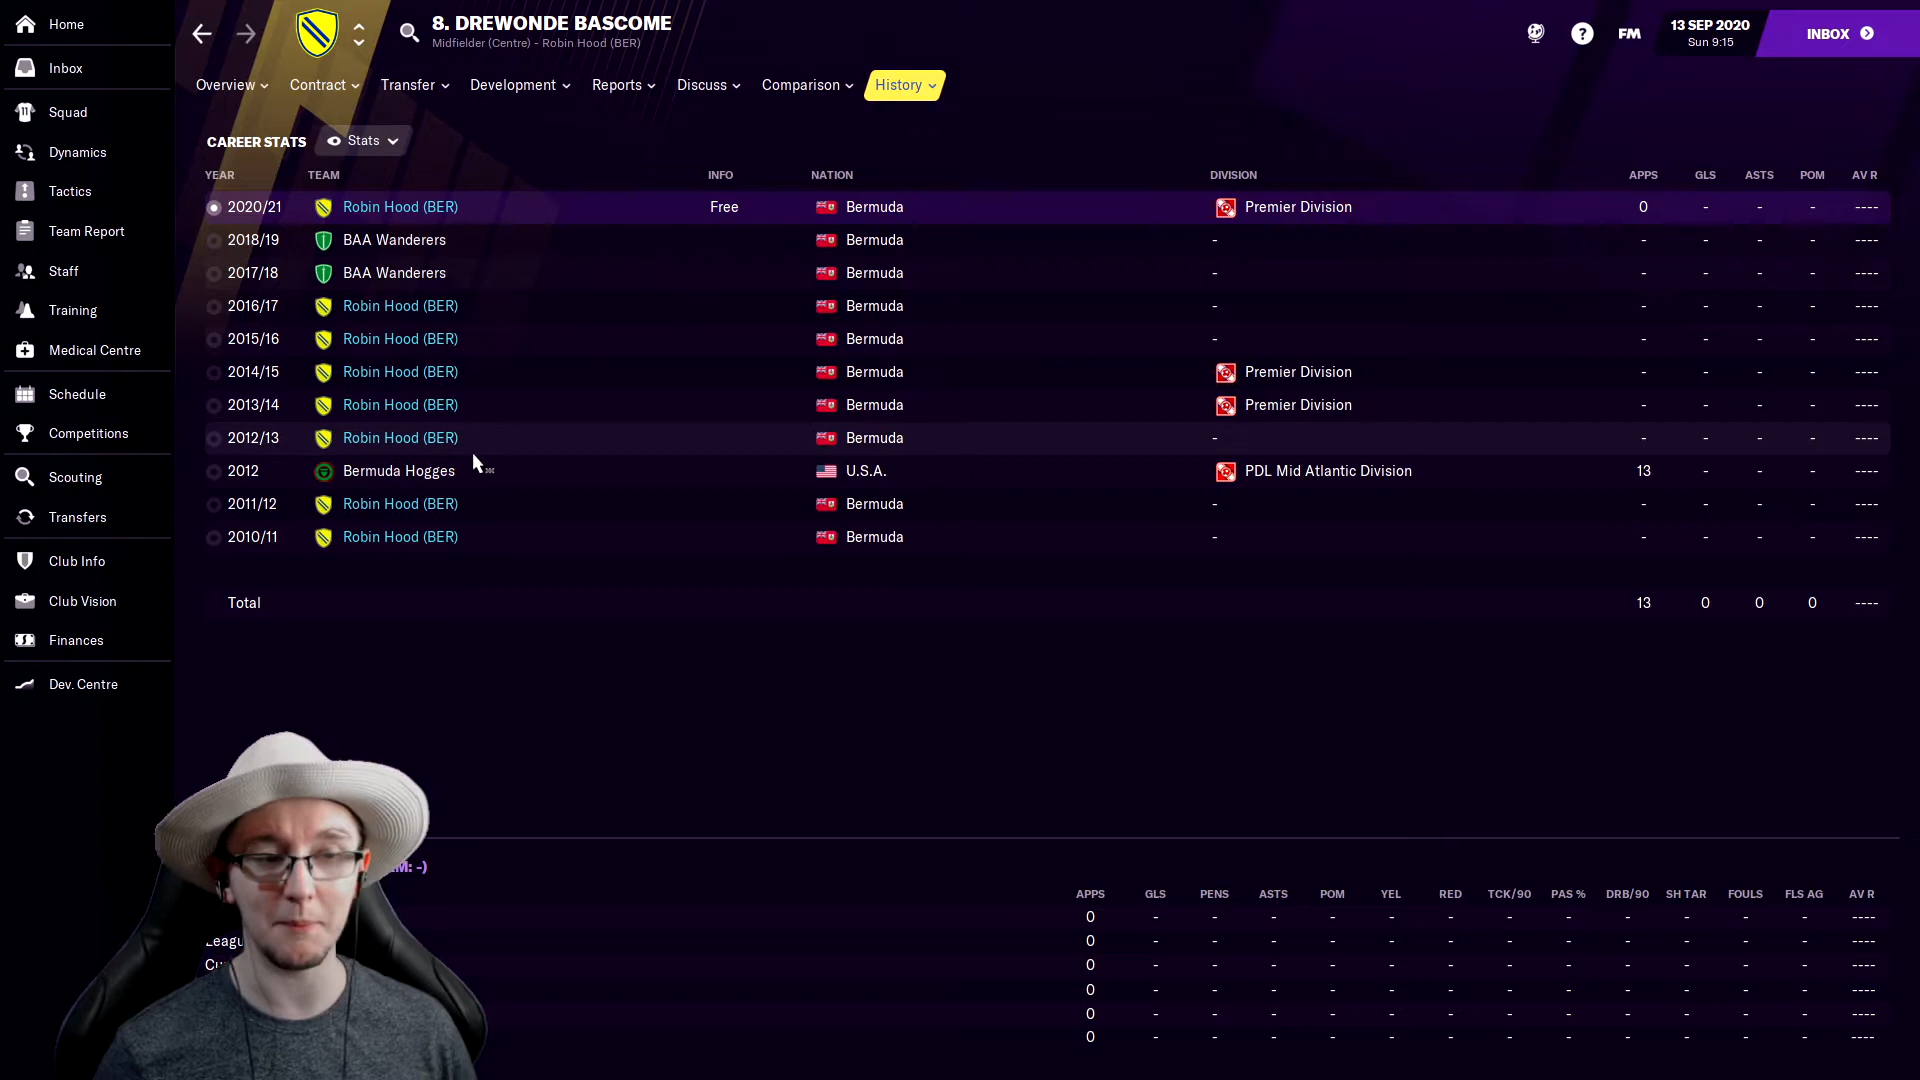 Home
Inbox
Squad
Dynamics
Tactics
Team Report
Staff
Training
Medical Centre
Schedule
Competitions
Scouting
Transfers
Club Info
Club Vision
Finances
Dev. Centre
8. DREWONDE BASCOME
Midfielder (Centre) - Robin Hood (BER)
? FM 13 SEP 2020
Sun 9:15
INBOX
Overview Contract Transfer Development Reports Discuss Comparison History
CAREER STATS Stats
YEAR TEAM INFO NATION DIVISION APPS GLS ASTS POM AV R
2020/21 Robin Hood (BER) Free Bermuda Premier Division 0 - - - ----
2018/19 BAA Wanderers Bermuda - - - - - ----
2017/18 BAA Wanderers Bermuda - - - - - ----
2016/17 Robin Hood (BER) Bermuda - - - - - ----
2015/16 Robin Hood (BER) Bermuda - - - - - ----
2014/15 Robin Hood (BER) Bermuda Premier Division - - - - ----
2013/14 Robin Hood (BER) Bermuda Premier Division - - - - ----
2012/13 Robin Hood (BER) Bermuda - - - - - ----
2012 Bermuda Hogges U.S.A. PDL Mid Atlantic Division 13 - - - ----
2011/12 Robin Hood (BER) Bermuda - - - - - ----
2010/11 Robin Hood (BER) Bermuda - - - - - ----
Total 13 0 0 0 ----
-)
APPS GLS PENS ASTS POM YEL RED TCK/90 PAS % DRB/90 SH TAR FOULS FLS AG AV R
0 - - - - - - - - - - - - ----
0 - - - - - - - - - - - - ----
0 - - - - - - - - - - - - ----
0 - - - - - - - - - - - - ----
0 - - - - - - - - - - - - ----
0 - - - - - - - - - - - - ----